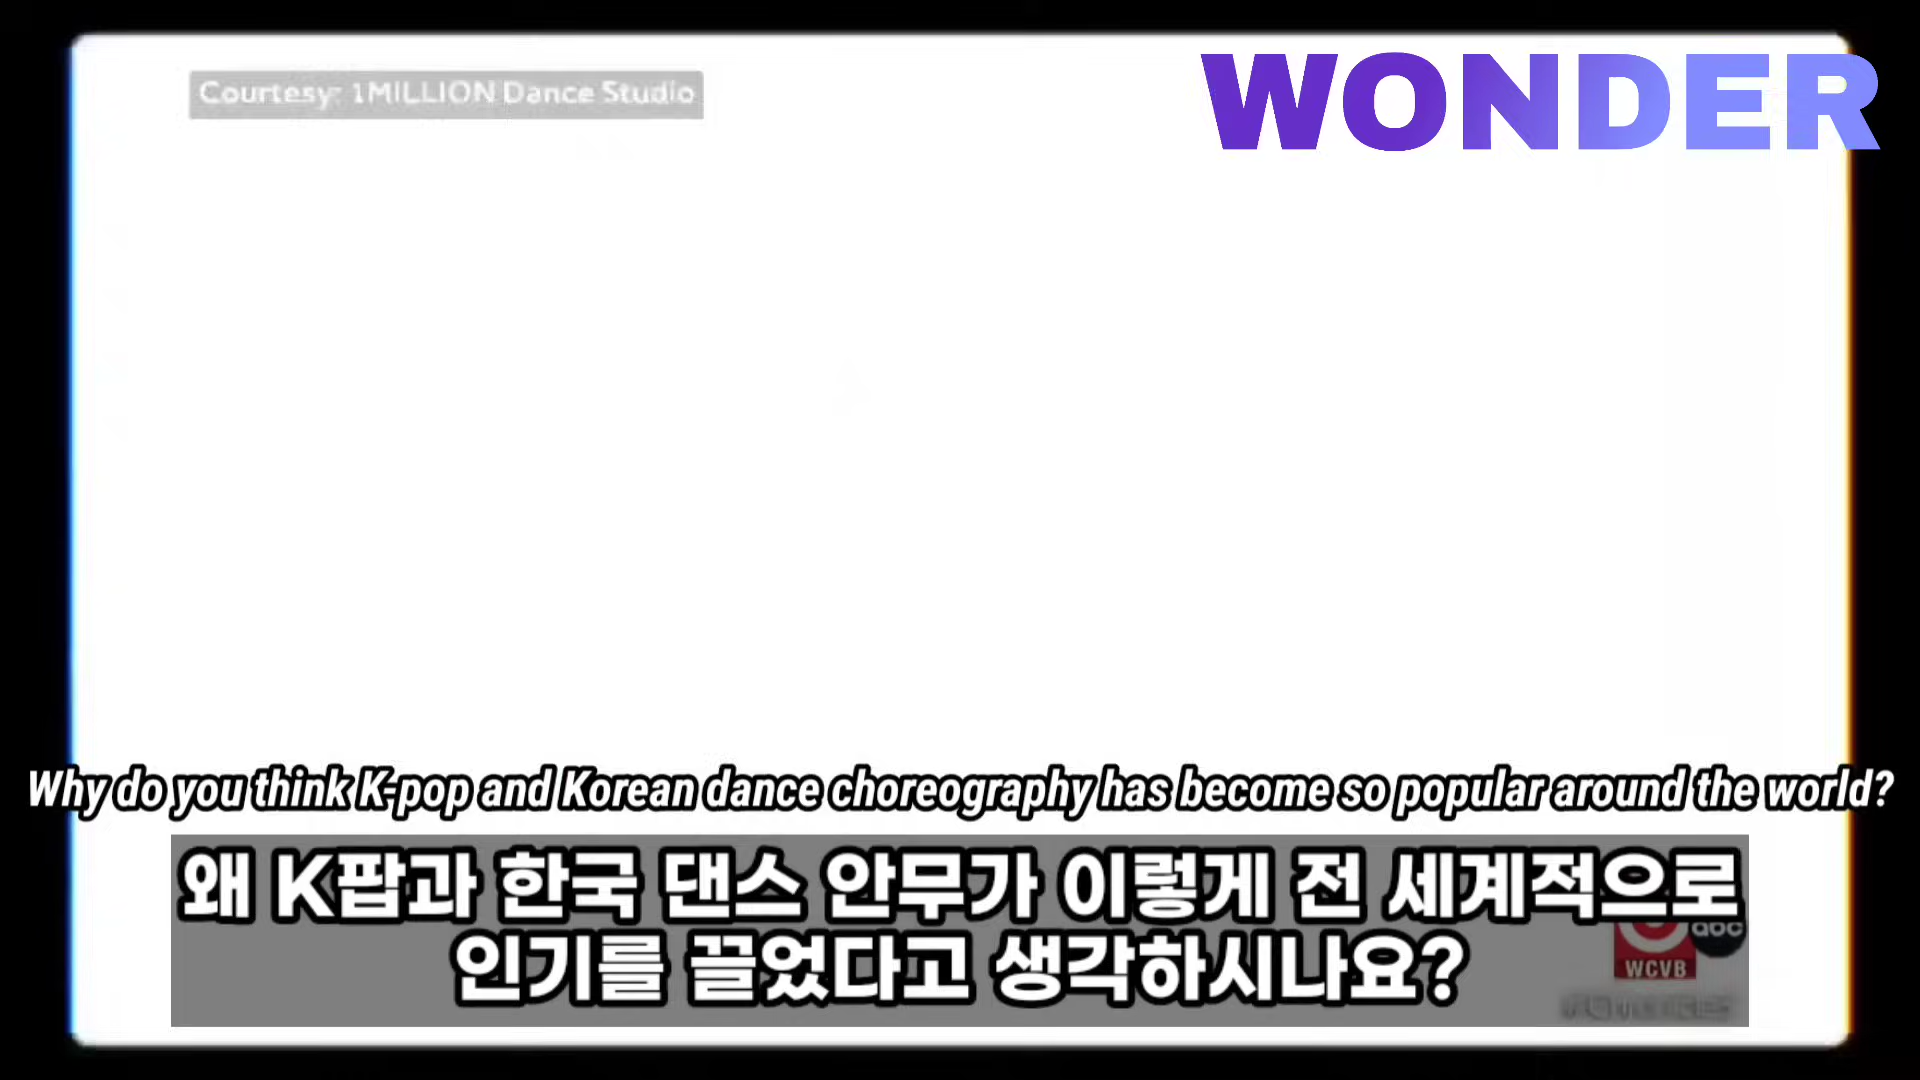 Courtesy: 1MILLION Dance Studio
WONDER
Why do you think K-pop and Korean dance choreography has become so popular around the world?
왜 K팝과 한국 댄스 안무가 이렇게 전 세계적으로
인기를 끌었다고 생각하시나요?
abc
WCVB